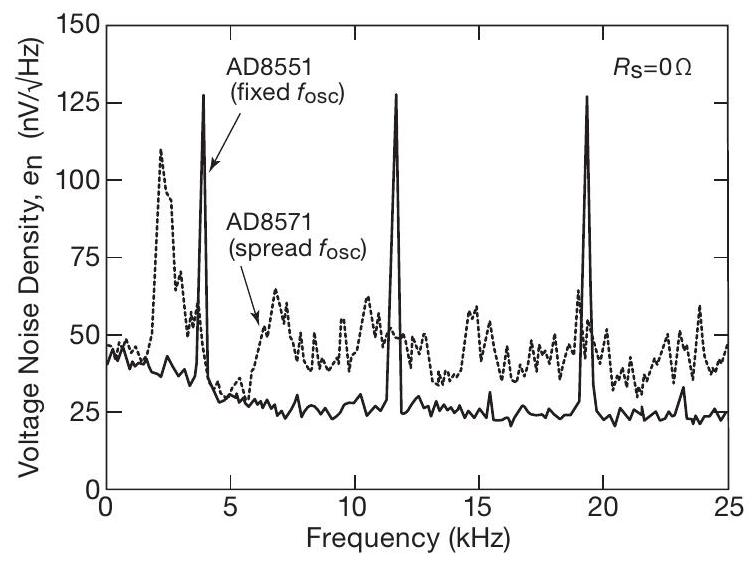 150
125
100
75
50
25
0
Voltage Noise Density, en (nV/√Hz)
AD8551
(fixed fosc)
RS=0Ω
AD8571
(spread fosc)
0 5 10 15 20 25
Frequency (kHz)